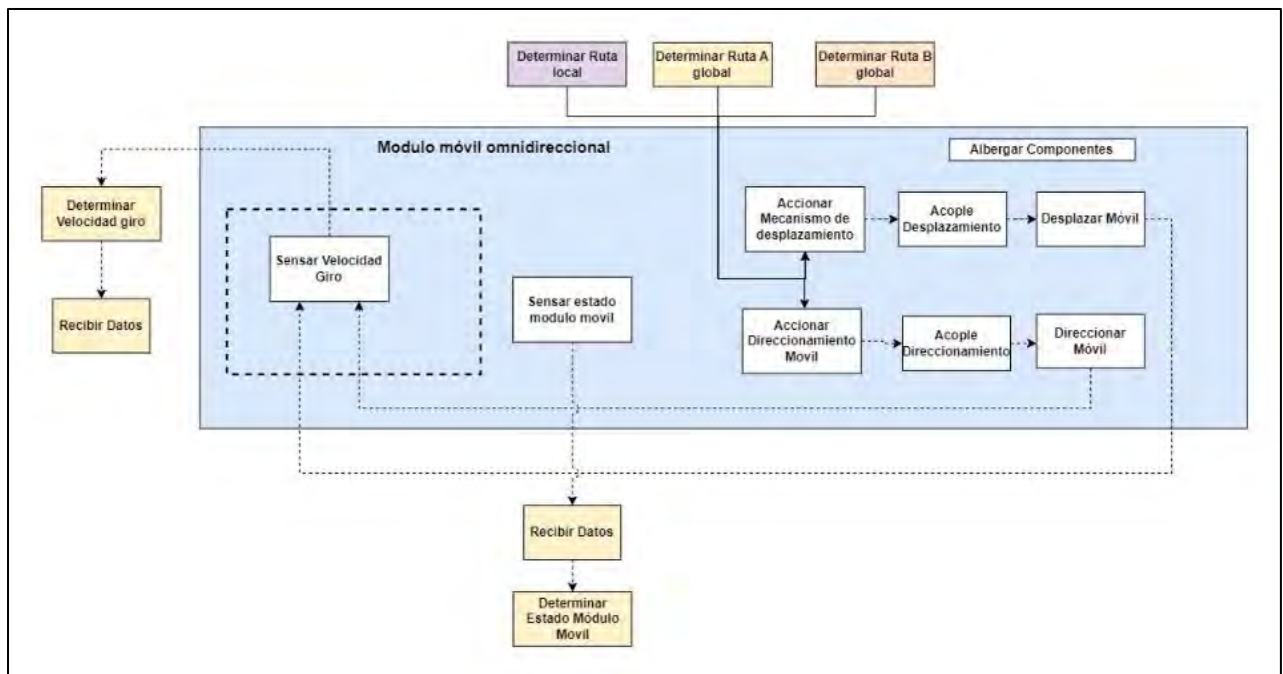 Determinar Ruta
local
Determinar Ruta A
global
Determinar Ruta B
global
Modulo móvil omnidireccional
Albergar Componentes
Determinar
Velocidad giro
Recibir Datos
Sensar Velocidad
Giro
Sensar estado
modulo movil
Accionar
Mecanismo de
desplazamiento
Acople
Desplazamiento
Desplazar Móvil
Accionar
Direccionamiento
Movil
Acople
Direccionamiento
Direccionar
Móvil
Recibir Datos
Determinar
Estado Módulo
Movil